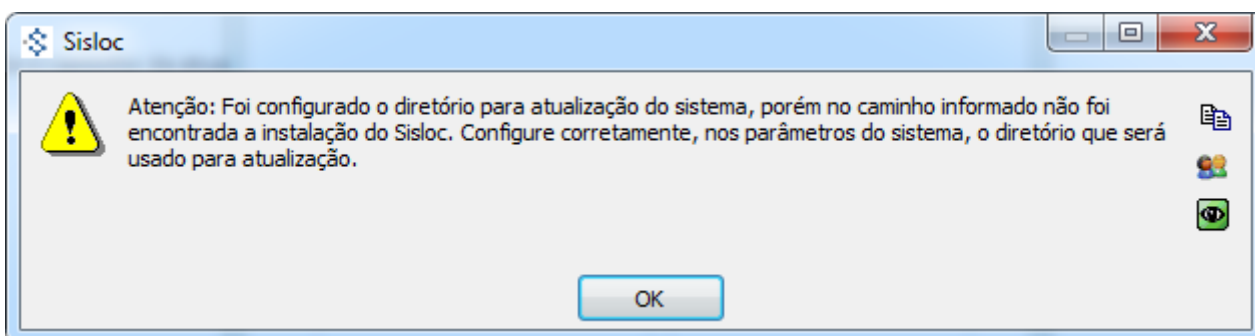 Sisloc
Atenção: Foi configurado o diretório para atualização do sistema, porém no caminho informado não foi
encontrada a instalação do Sisloc. Configure corretamente, nos parâmetros do sistema, o diretório que será
usado para atualização.
OK